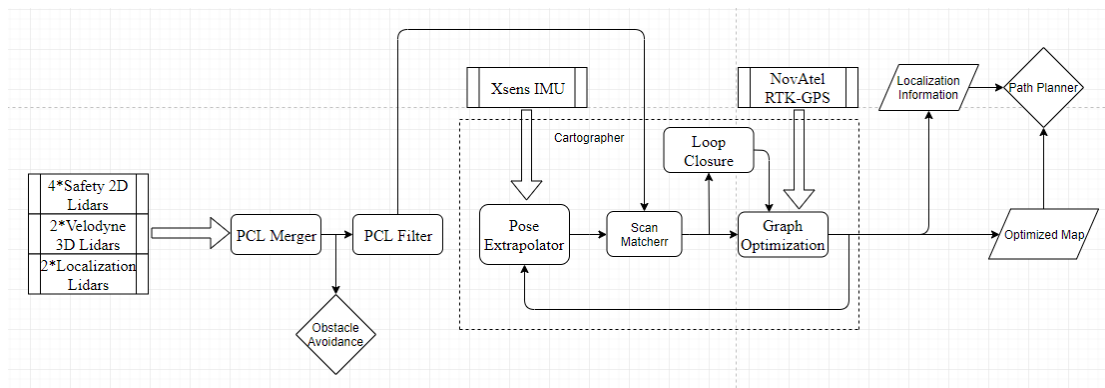 Xsens IMU
NovAtel
RTK-GPS
Localization
Information
Path Planner
Cartographer
Loop
Closure
4*Safety 2D
Lidars
2*Velodyne
3D Lidars
2*Localization
Lidars
PCL Merger
PCL Filter
Pose
Extrapolator
Scan
Matcherr
Graph
Optimization
Optimized Map
Obstacle
Avoidance